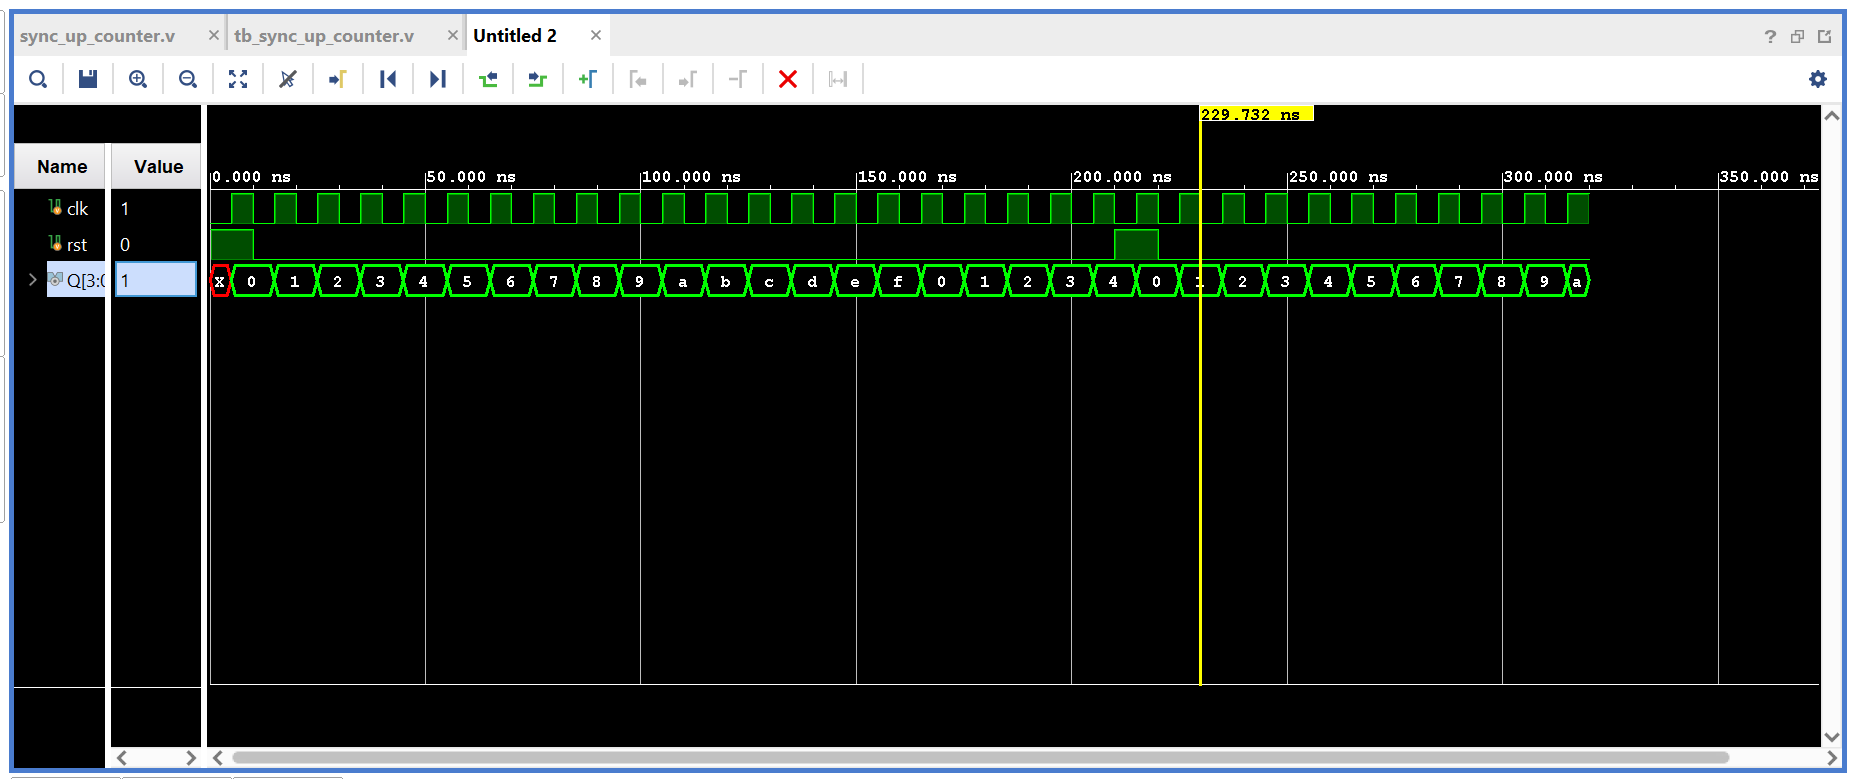 sync_up_counter.v × tb_sync_up_counter.v × Untitled 2 × ?
229.732 ns
Name Value
0.000 ns 50.000 ns 100.000 ns 150.000 ns 200.000 ns 250.000 ns 300.000 ns 350.000 ns
clk 1
rst 0
Q[3:0 1 X 0 1 2 3 4 5 6 7 8 9 a b c d e f 0 1 2 3 4 0 1 2 3 4 5 6 7 8 9 a